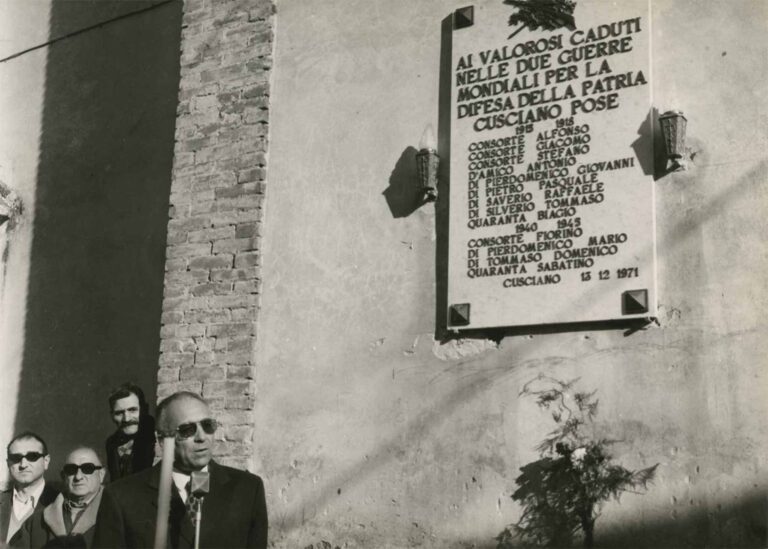 AI VALOROSI CADUTI
NELLE DUE GUERRE
MONDIALI PER LA
DIFESA DELLA PATRIA
CUSCIANO POSE
1915 1918
CONSORTE ALFONSO
CONSORTE GIACOMO
CONSORTE STEFANO
D'AMICO ANTONIO
DI PIERDOMENICO GIOVANNI
DI PIETRO PASQUALE
DI SAVERIO RAFFAELE
DI SILVERIO TOMMASO
QUARANTA BIAGIO
1940 1945
CONSORTE FIORINO
DI PIERDOMENICO MARIO
DI TOMMASO DOMENICO
QUARANTA SABATINO
CUSCIANO 13 12 1971